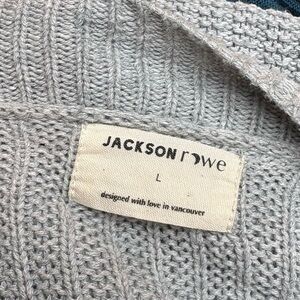 JACKSON rowe
L
designed with love in vancouver